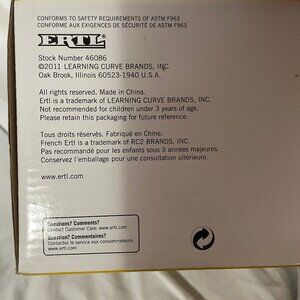 CONFORMS TO SAFETY REQUIREMENTS OF ASTM F963
CONFORME AUX EXIGENCES DE SÉCURITÉ DE ASTM F963
ERTL
Stock Number 46086
©2011 LEARNING CURVE BRANDS, INC.
Oak Brook, Illinois 60523-1940 U.S.A.
All rights reserved. Made in China.
Ertl is a trademark of LEARNING CURVE BRANDS, INC.
Not recommended for children under 3 years of age.
Please retain this packaging for future reference.
Tous droits réservés. Fabriqué en Chine.
French Ertl is a trademark of RC2 BRANDS, INC.
Pas recommandé pour les enfants sous 3 années majeures.
Conservez l'emballage pour une consultation ultérieure.
www.ertl.com
Questions? Comments?
Contact Customer Care: www.ertl.com
Question? Commentaires?
Contactez le service aux consommateurs:
www.ertl.com